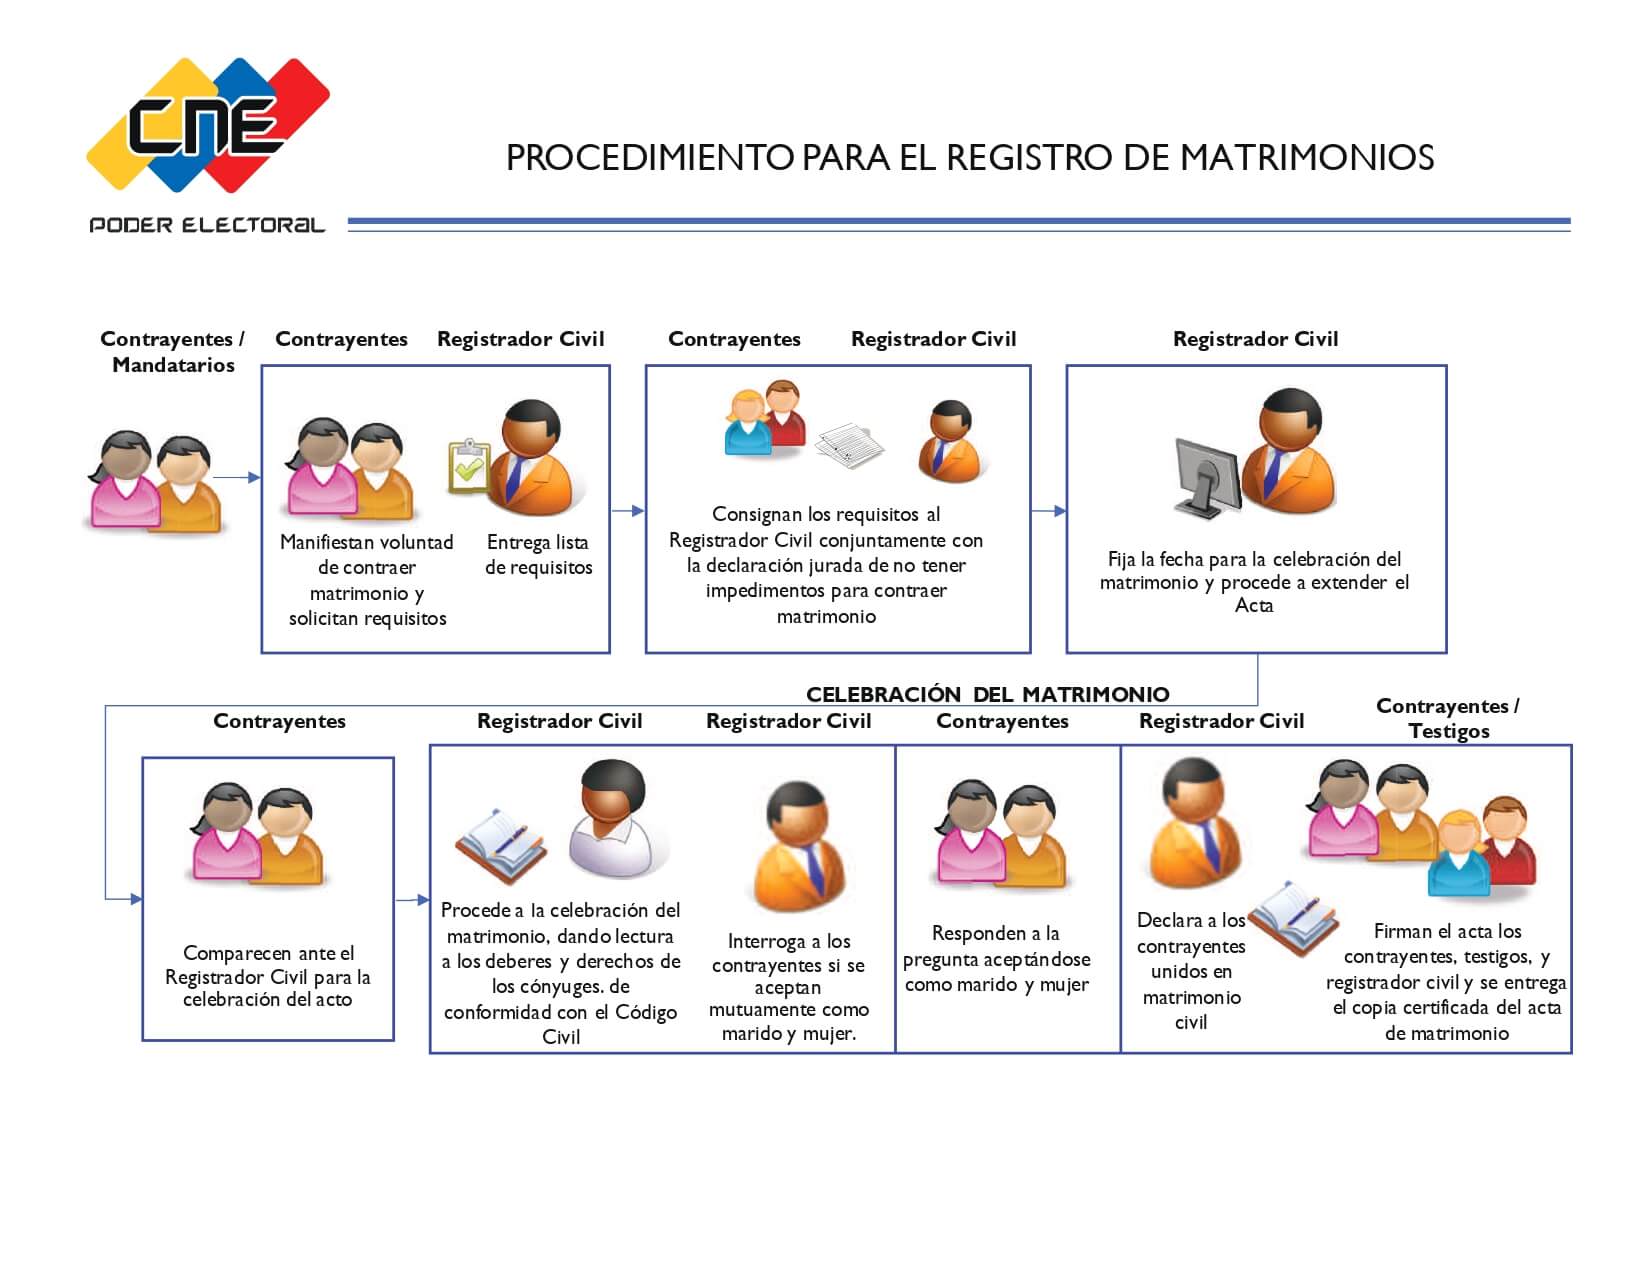 CNE
PODER ELECTORAL
PROCEDIMIENTO PARA EL REGISTRO DE MATRIMONIOS
Contrayentes /
Mandatarios
Contrayentes
Registrador Civil
Manifiestan voluntad
de contraer
matrimonio y
solicitan requisitos
Entrega lista
de requisitos
Contrayentes
Registrador Civil
Consignan los requisitos al
Registrador Civil conjuntamente con
la declaración jurada de no tener
impedimentos para contraer
matrimonio
Registrador Civil
Fija la fecha para la celebración del
matrimonio y procede a extender el
Acta
CELEBRACIÓN DEL MATRIMONIO
Contrayentes
Comparecen ante el
Registrador Civil para la
celebración del acto
Registrador Civil
Procede a la celebración del
matrimonio, dando lectura
a los deberes y derechos de
los cónyuges. de
conformidad con el Código
Civil
Registrador Civil
Interroga a los
contrayentes si se
aceptan
mutuamente como
marido y mujer.
Contrayentes
Responden a la
pregunta aceptándose
como marido y mujer
Registrador Civil
Declara a los
contrayentes
unidos en
matrimonio
civil
Contrayentes /
Testigos
Firman el acta los
contrayentes, testigos, y
registrador civil y se entrega
el copia certificada del acta
de matrimonio